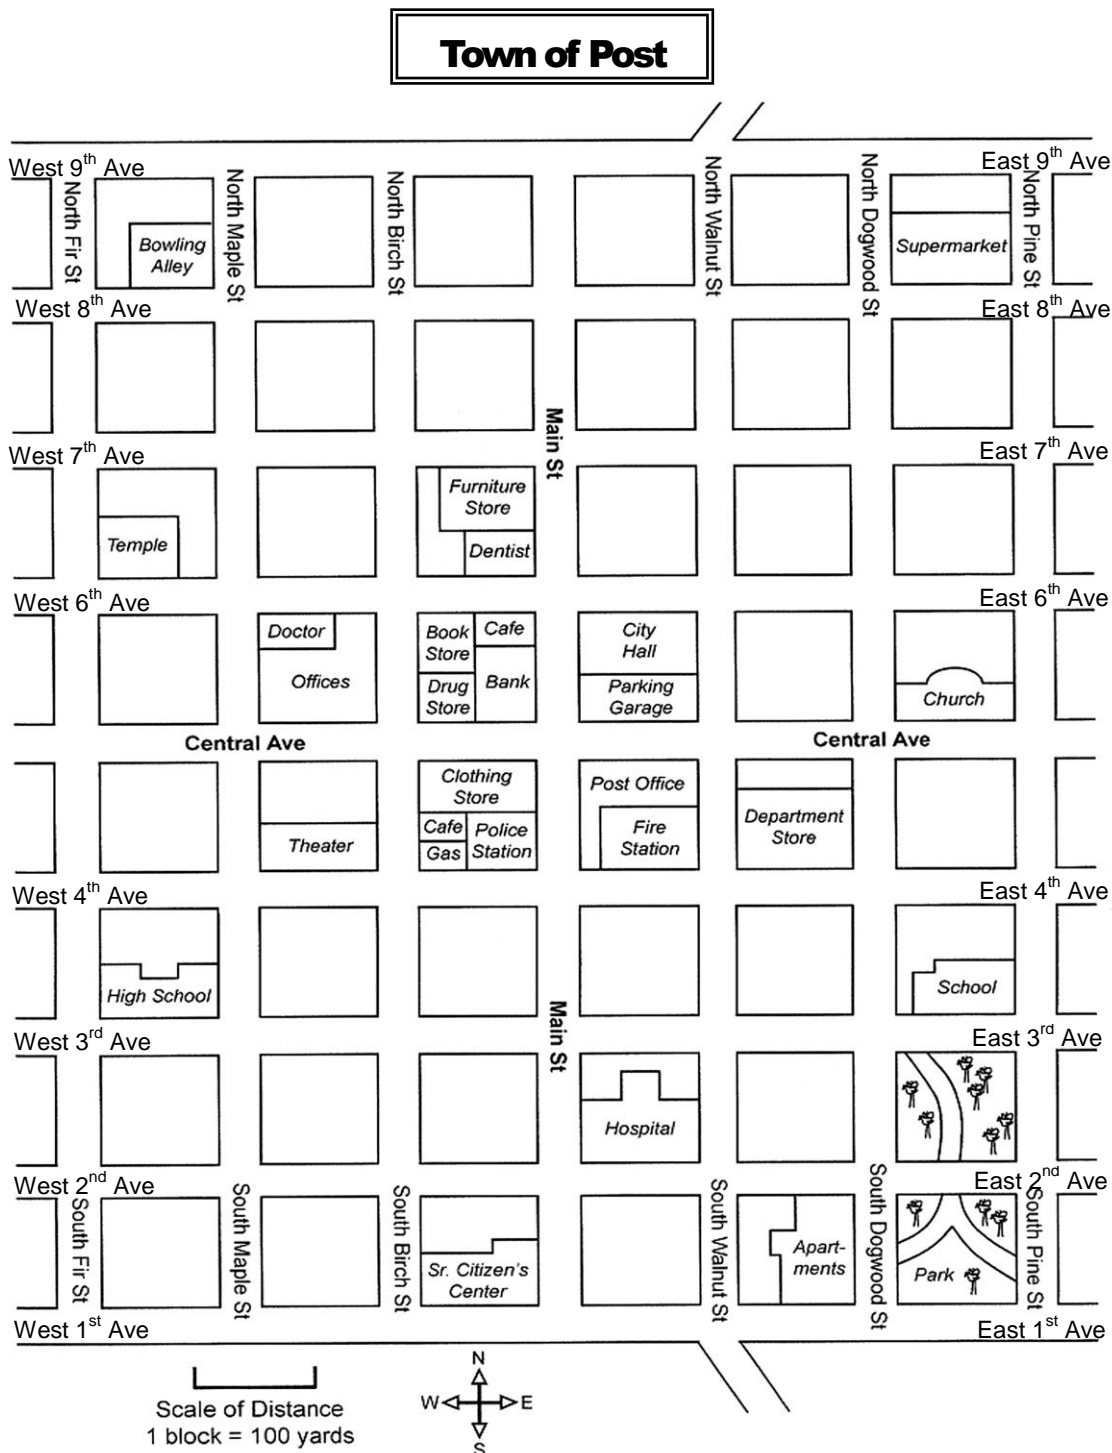 Town of Post
West 9th Ave
East 9th Ave
North Fir St
North Maple St
North Birch St
North Walnut St
North Dogwood St
North Pine St
Bowling
Alley
Supermarket
West 8th Ave
East 8th Ave
Main St
West 7th Ave
East 7th Ave
Furniture
Store
Temple
Dentist
West 6th Ave
East 6th Ave
Doctor
Offices
Book
Store
Cafe
Drug
Store
Bank
City
Hall
Parking
Garage
Church
Central Ave
Central Ave
Clothing
Store
Cafe
Gas
Police
Station
Post Office
Fire
Station
Department
Store
Theater
West 4th Ave
East 4th Ave
High School
School
Main St
West 3rd Ave
East 3rd Ave
Hospital
West 2nd Ave
East 2nd Ave
South Fir St
South Maple St
South Birch St
South Walnut St
South Dogwood St
South Pine St
Sr. Citizen's
Center
Apart-
ments
Park
West 1st Ave
East 1st Ave
Scale of Distance
1 block = 100 yards
N
W
E
S